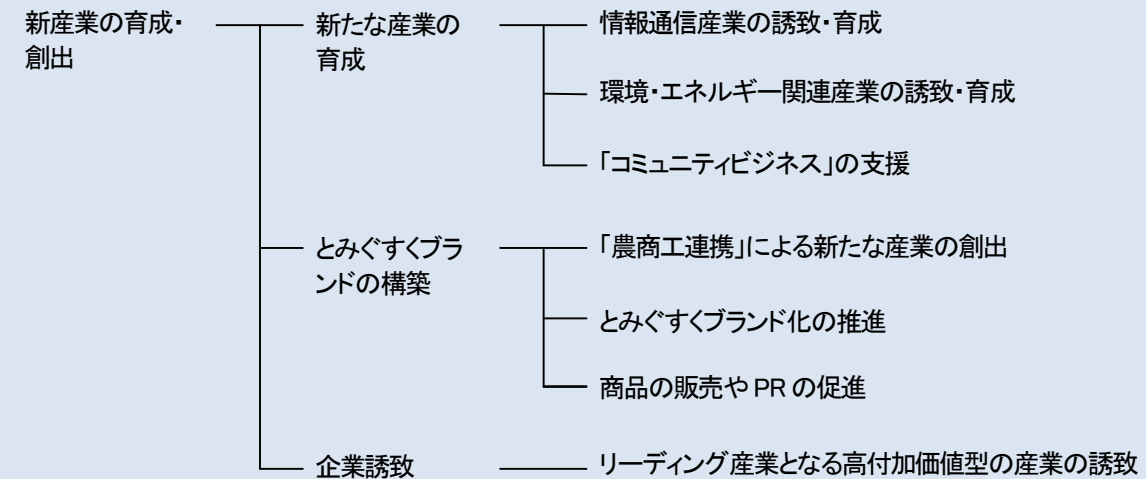 新産業の育成・
創出
新たな産業の
育成
情報通信産業の誘致・育成
環境・エネルギー関連産業の誘致・育成
「コミュニティビジネス」の支援
とみぐすくブラ
ンドの構築
「農商工連携」による新たな産業の創出
とみぐすくブランド化の推進
商品の販売や PR の促進
企業誘致
リーディング産業となる高付加価値型の産業の誘致